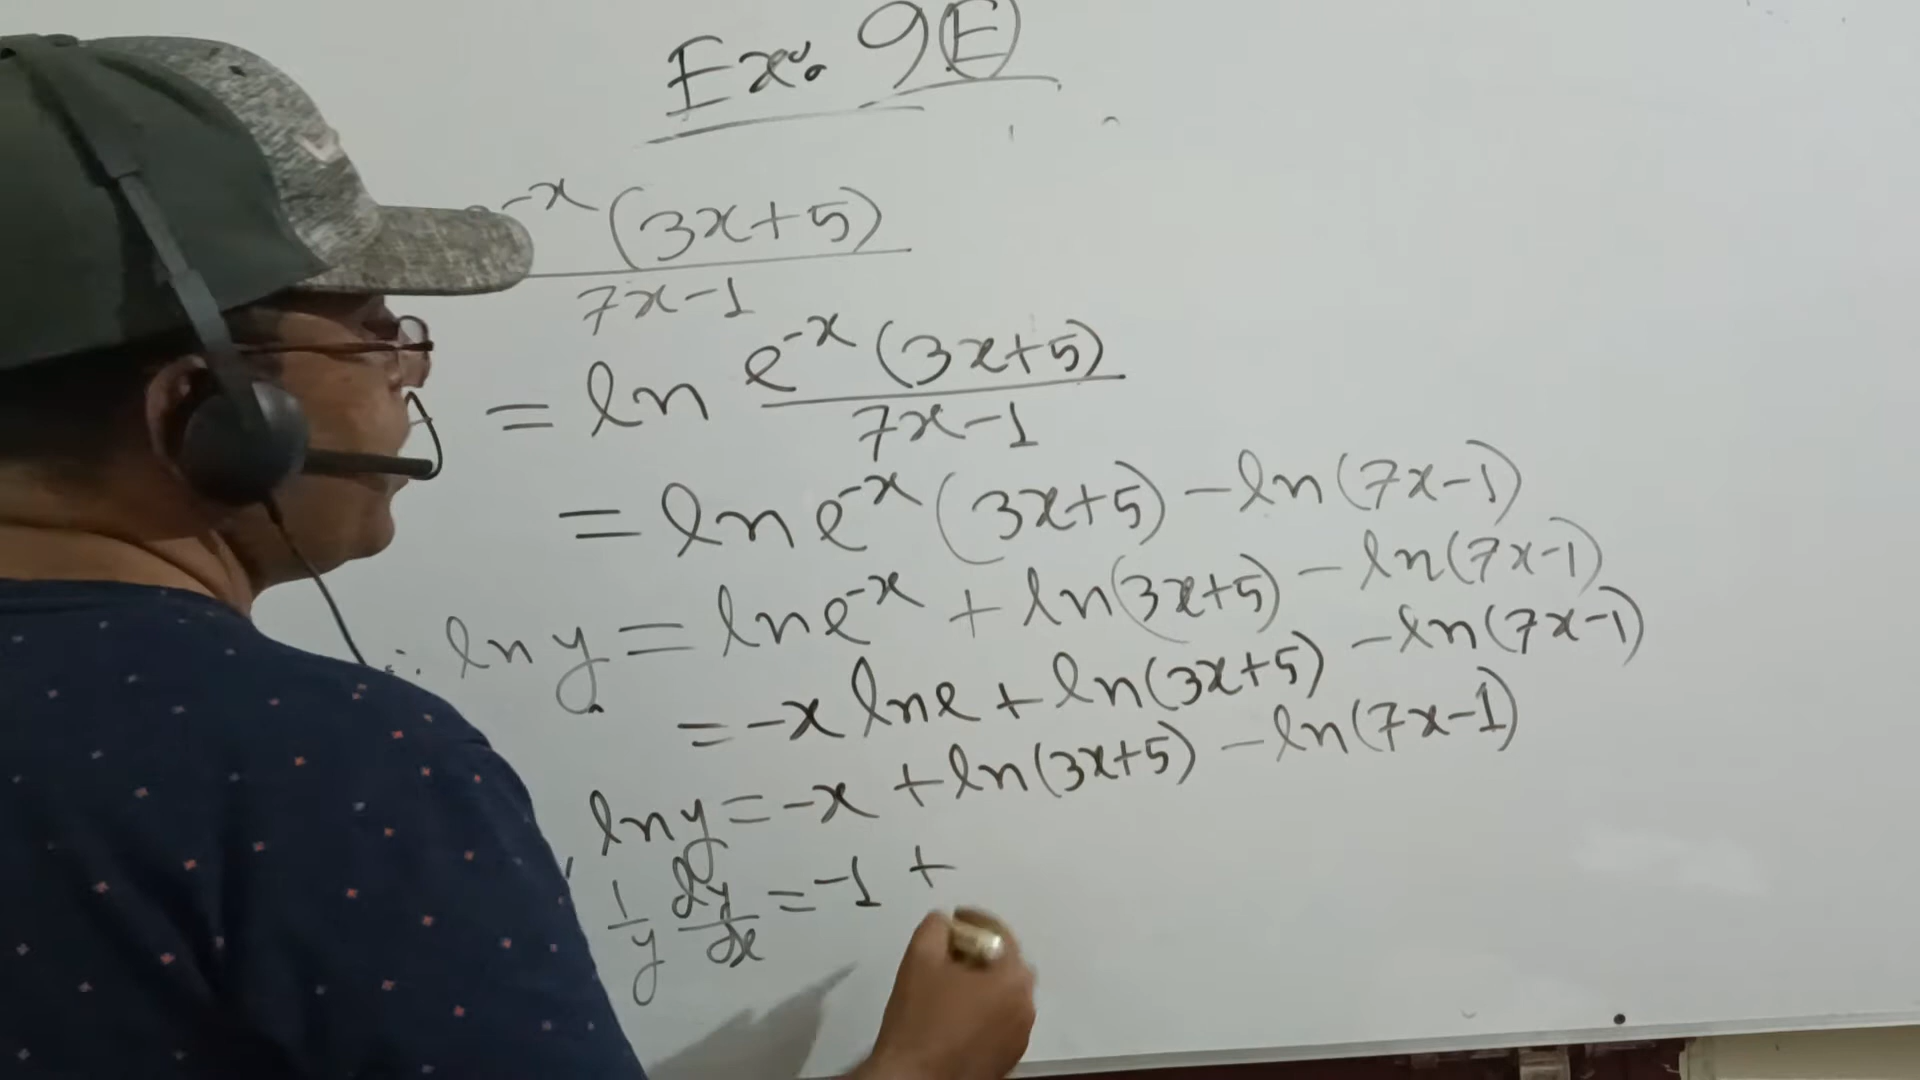 Ex: 9(E)
e^-x (3x+5)
7x-1
y = ln e^-x (3x+5)
7x-1
= ln e^-x (3x+5) - ln(7x-1)
∴ ln y = ln e^-x + ln(3x+5) - ln(7x-1)
= -x ln e + ln(3x+5) - ln(7x-1)
ln y = -x + ln(3x+5) - ln(7x-1)
1/y dy/dx = -1 +